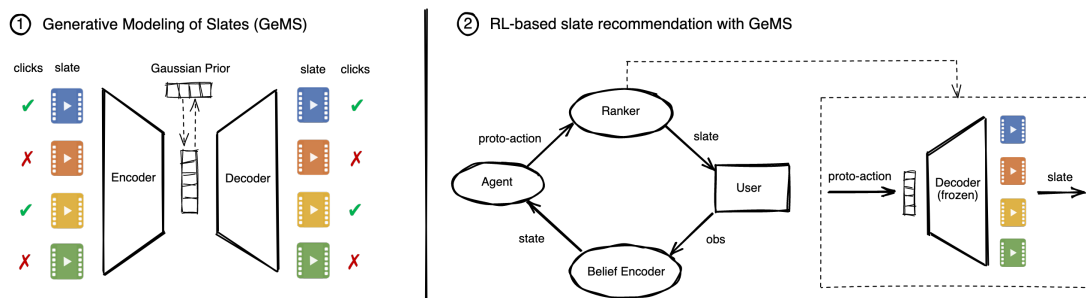 1 Generative Modeling of Slates (GeMS)
clicks slate Gaussian Prior slate clicks
Encoder Decoder
2 RL-based slate recommendation with GeMS
Ranker
proto-action slate
Agent User
state obs
Belief Encoder
proto-action Decoder
(frozen) slate